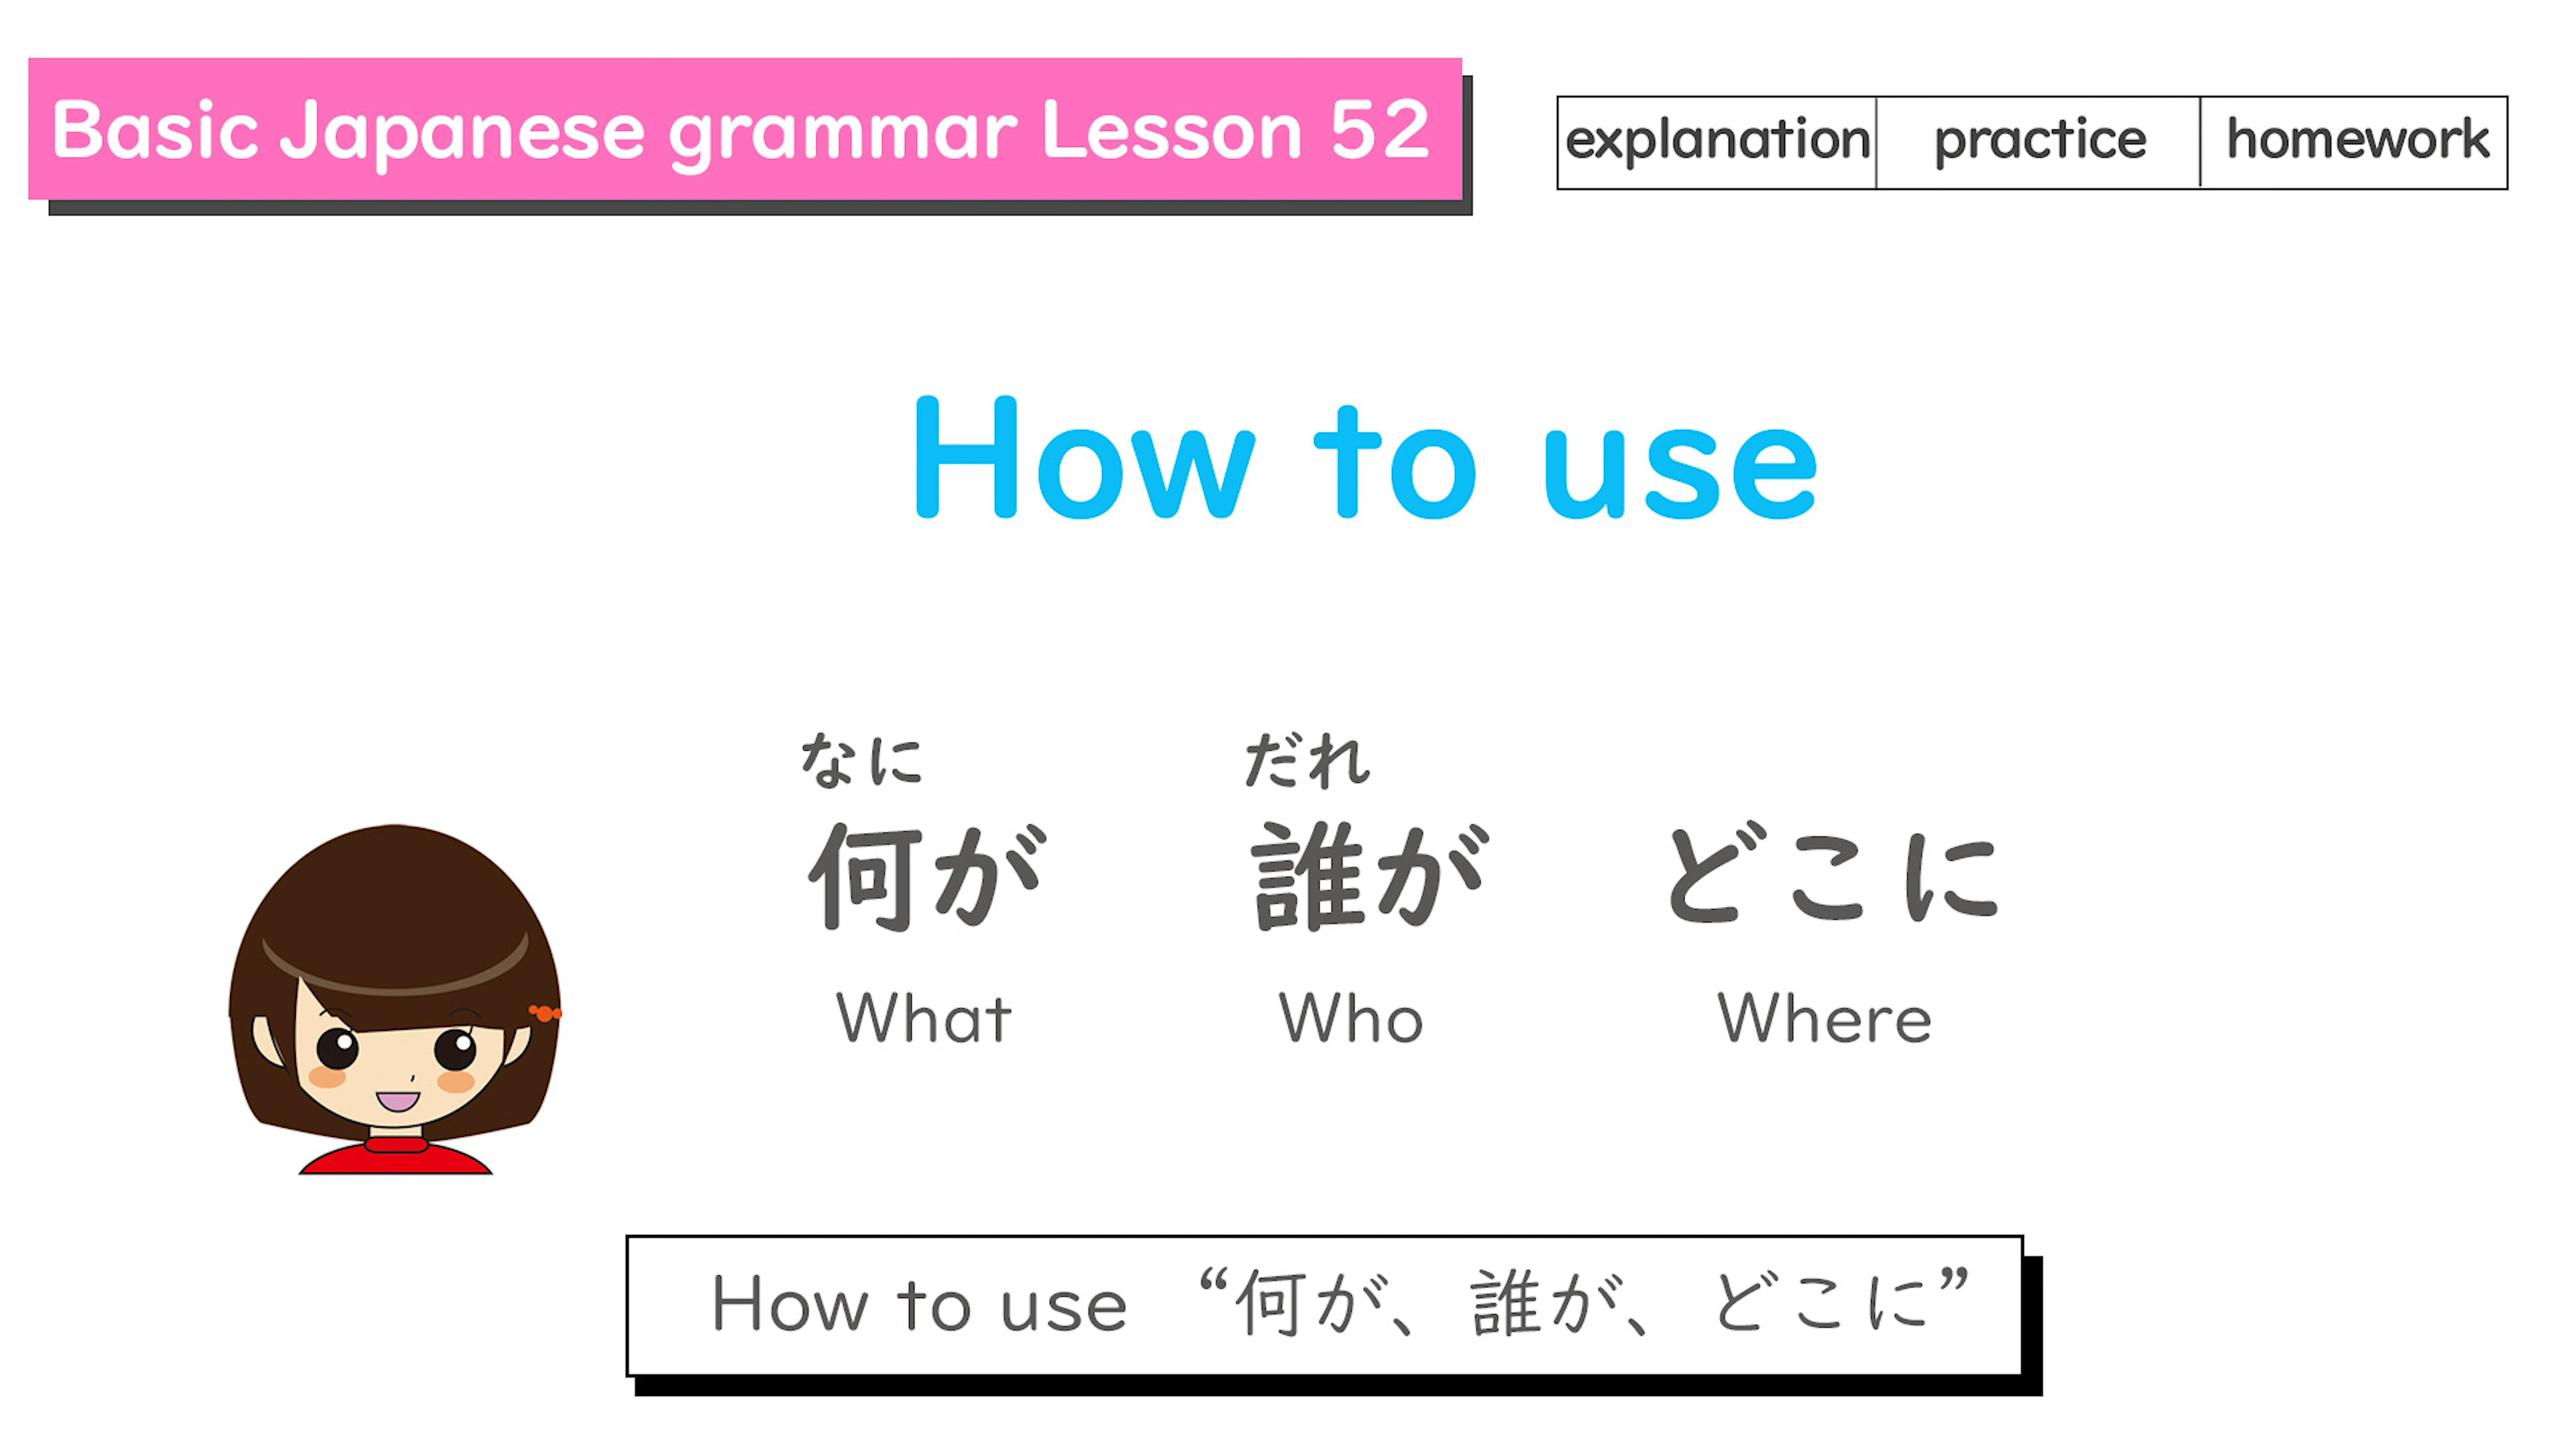 Basic Japanese grammar Lesson 52
explanation practice homework
How to use
なに だれ
何が 誰が どこに
What Who Where
How to use “何が、誰が、どこに”